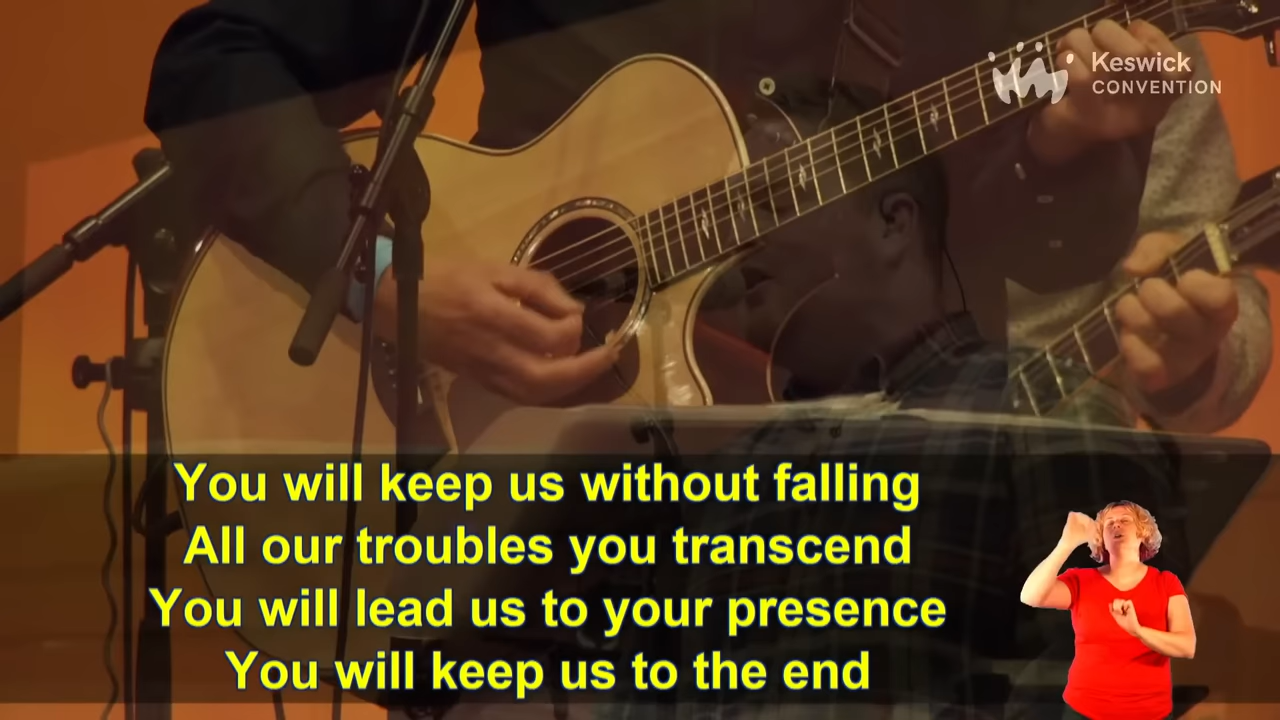 Keswick
CONVENTION
You will keep us without falling
All our troubles you transcend
You will lead us to your presence
You will keep us to the end